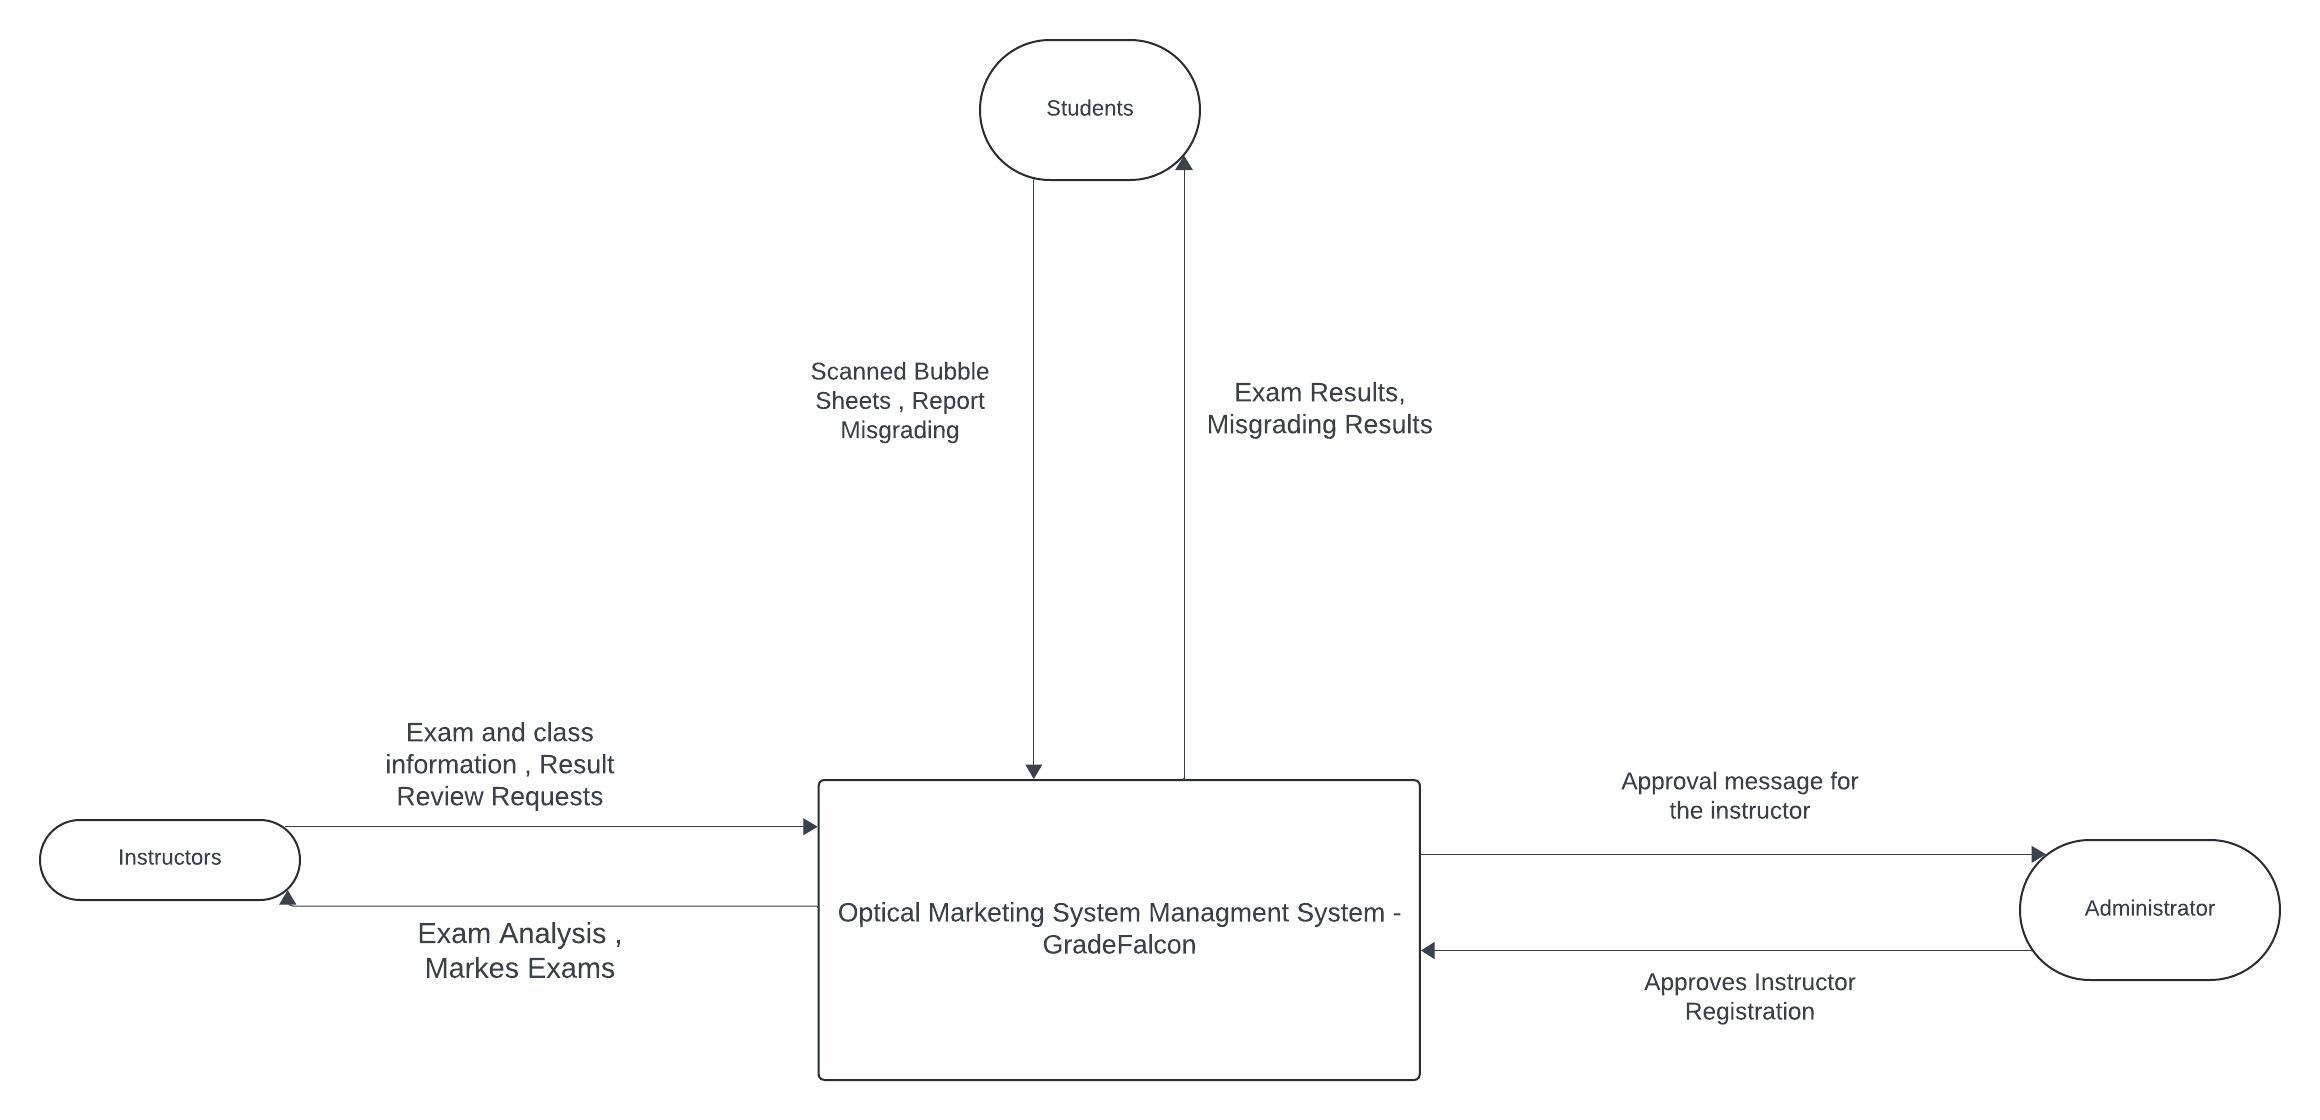 Students
Scanned Bubble
Sheets , Report
Misgrading
Exam Results,
Misgrading Results
Exam and class
information , Result
Review Requests
Instructors
Exam Analysis ,
Markes Exams
Optical Marketing System Managment System -
GradeFalcon
Approval message for
the instructor
Administrator
Approves Instructor
Registration